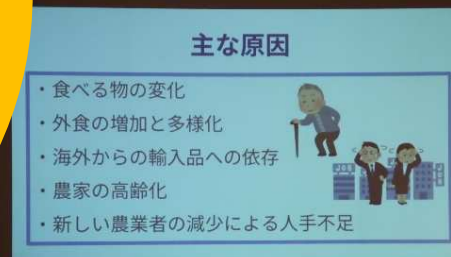 主な原因
・食べる物の変化
・外食の増加と多様化
・海外からの輸入品への依存
・農家の高齢化
・新しい農業者の減少による人手不足